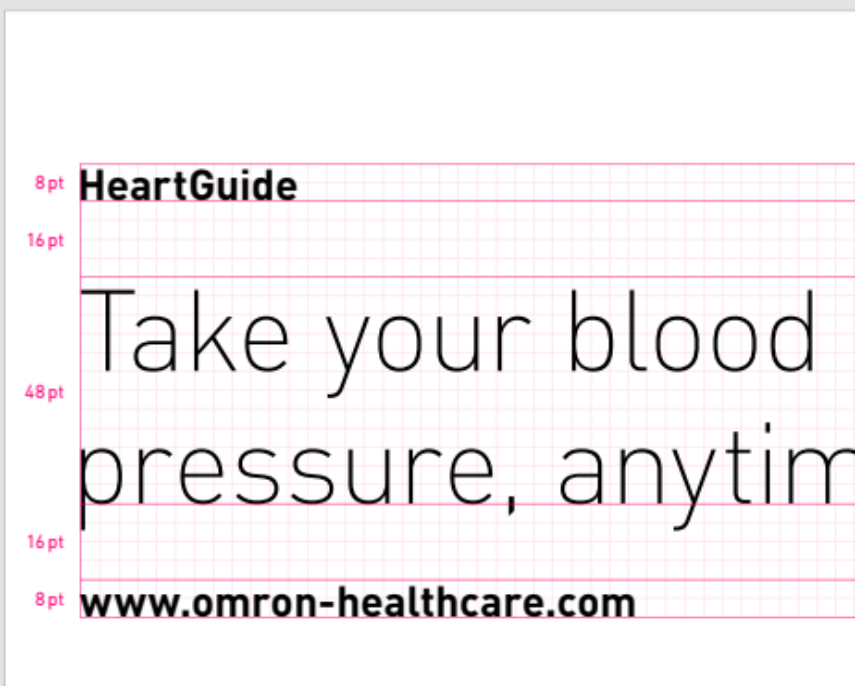 8pt HeartGuide
16pt
Take your blood
48pt
pressure, anytim
16pt
8pt www.omron-healthcare.com